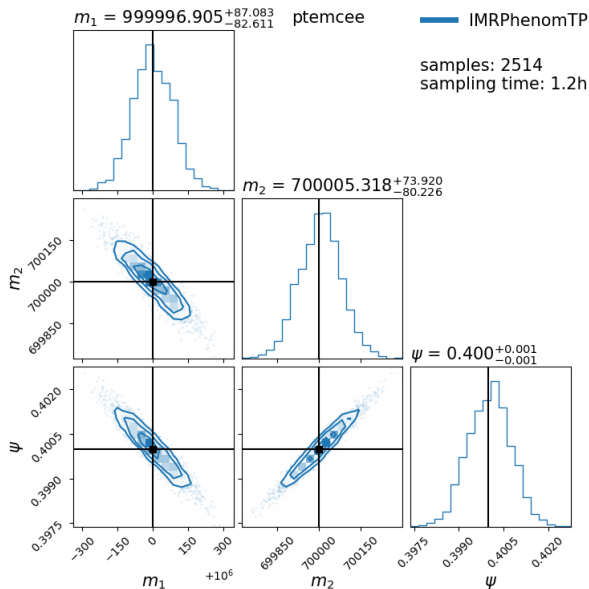 m₁ = 999996.905+87.083−82.611 ptemcee
IMRPhenomTP
samples: 2514
sampling time: 1.2h
m₂ = 700005.318+73.920−80.226
m₂
700150
700000
699850
ψ = 0.400+0.001−0.001
ψ
0.4020
0.4005
0.3990
0.3975
−300 −150 0 150 300
699850 700000 700150
0.3975 0.3990 0.4005 0.4020
m₁ +10⁶ m₂ ψ